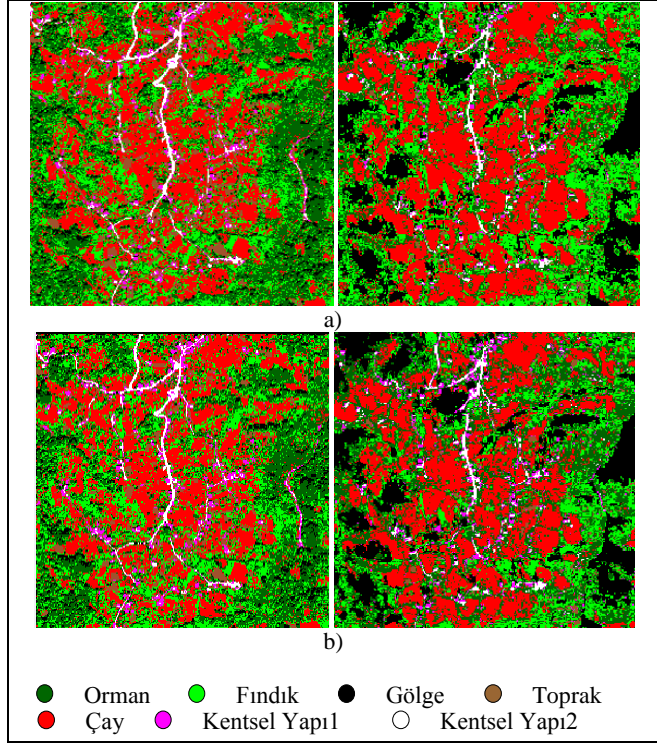 a)
b)
Orman Fındık Gölge Toprak
Çay Kentsel Yapı1 Kentsel Yapı2